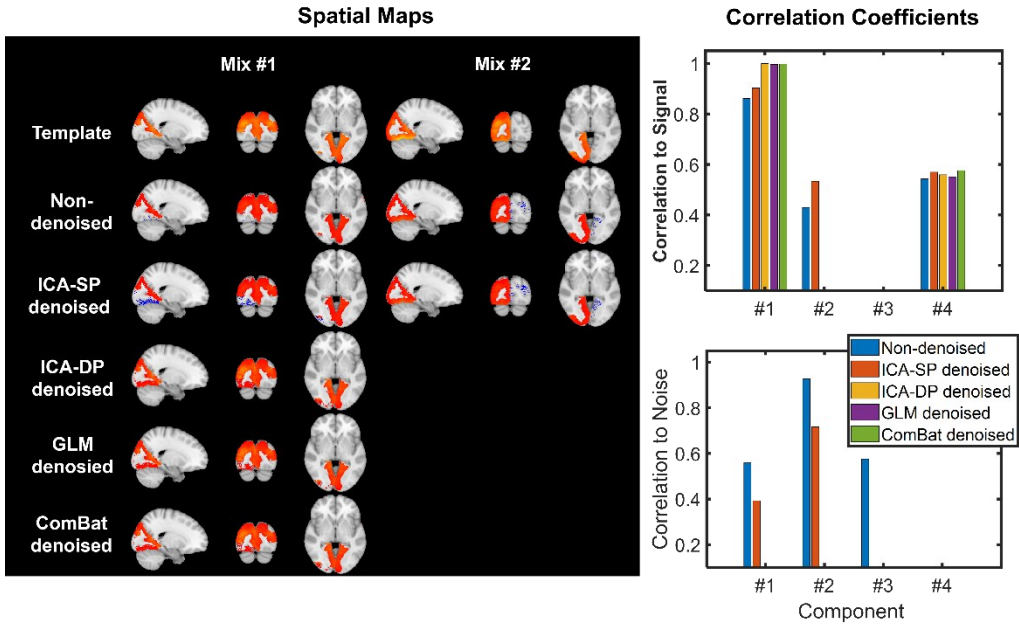 Spatial Maps
Mix #1
Mix #2
Template
Non-
denoised
ICA-SP
denoised
ICA-DP
denoised
GLM
denosied
ComBat
denoised
Correlation Coefficients
Correlation to Signal
1
0.8
0.6
0.4
0.2
#1
#2
#3
#4
Correlation to Noise
1
0.8
0.6
0.4
0.2
#1
#2
#3
#4
Component
Non-denoised
ICA-SP denoised
ICA-DP denoised
GLM denoised
ComBat denoised